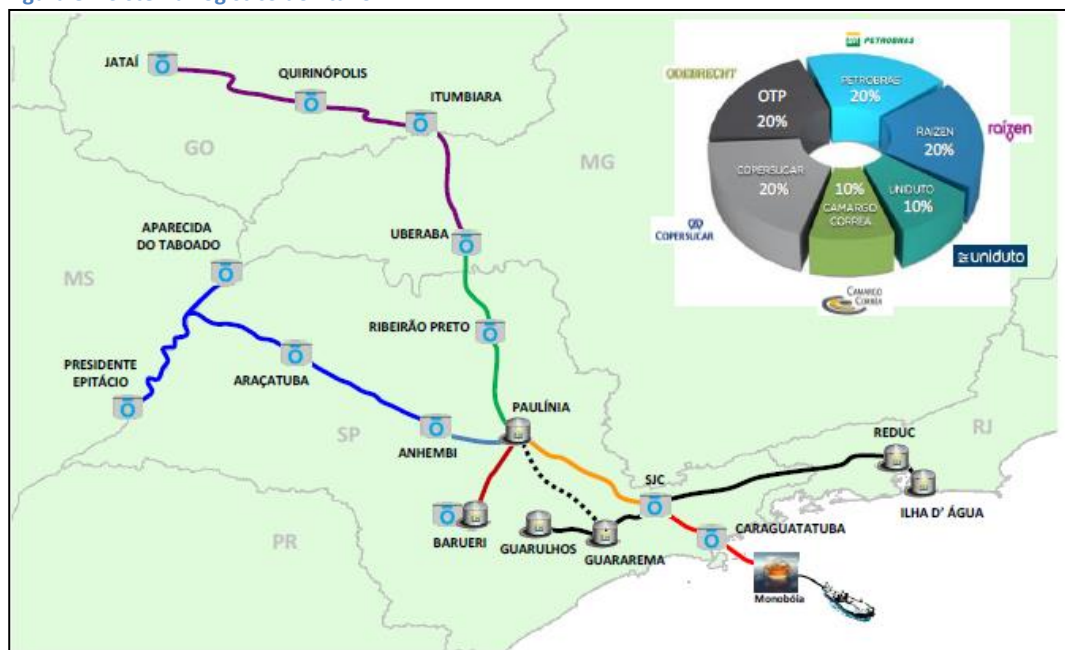 JATAÍ
QUIRINÓPOLIS
ITUMBIARA
GO
MG
APARECIDA
DO TABOADO
UBERABA
MS
RIBEIRÃO PRETO
PRESIDENTE
EPITÁCIO
ARAÇATUBA
SP
PAULÍNIA
ANHEMBI
REDUC
RJ
SJC
ILHA D' ÁGUA
BARUERI
GUARULHOS
GUARAREMA
CARAGUATATUBA
PR
Monobóia
PETROBRAS
ODEBRECHT
OTP
20%
PETROBRAS
20%
raízen
RAIZEN
20%
COPERSUCAR
20%
10%
CAMARGO
CORREA
UNIDUTO
10%
COPERSUCAR
uniduto
CAMARGO
CORRÊA